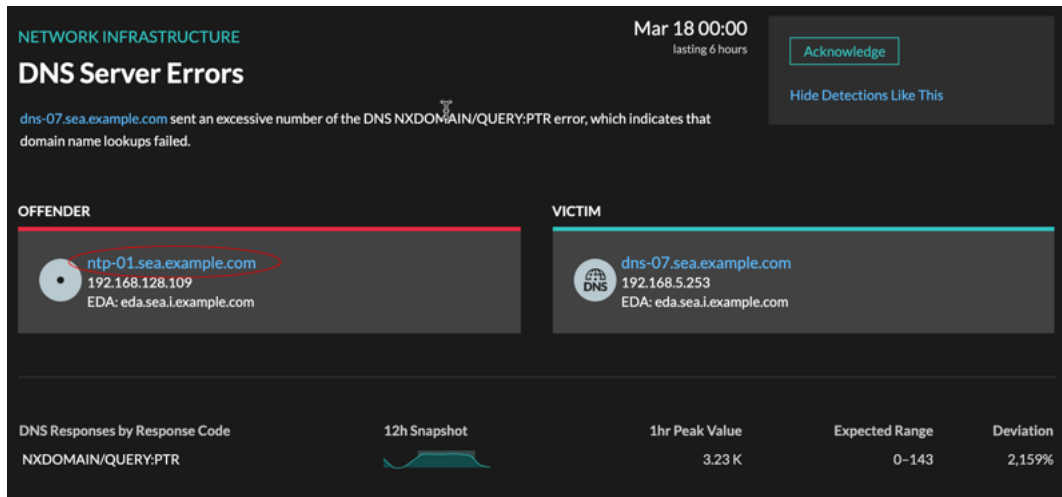 NETWORK INFRASTRUCTURE
DNS Server Errors
Mar 18 00:00
lasting 6 hours
Acknowledge
Hide Detections Like This
dns-07.sea.example.com sent an excessive number of the DNS NXDOMAIN/QUERY:PTR error, which indicates that
domain name lookups failed.
OFFENDER
ntp-01.sea.example.com
192.168.128.109
EDA: eda.sea.i.example.com
VICTIM
DNS
dns-07.sea.example.com
192.168.5.253
EDA: eda.sea.i.example.com
DNS Responses by Response Code 12h Snapshot 1hr Peak Value Expected Range Deviation
NXDOMAIN/QUERY:PTR 3.23 K 0–143 2,159%